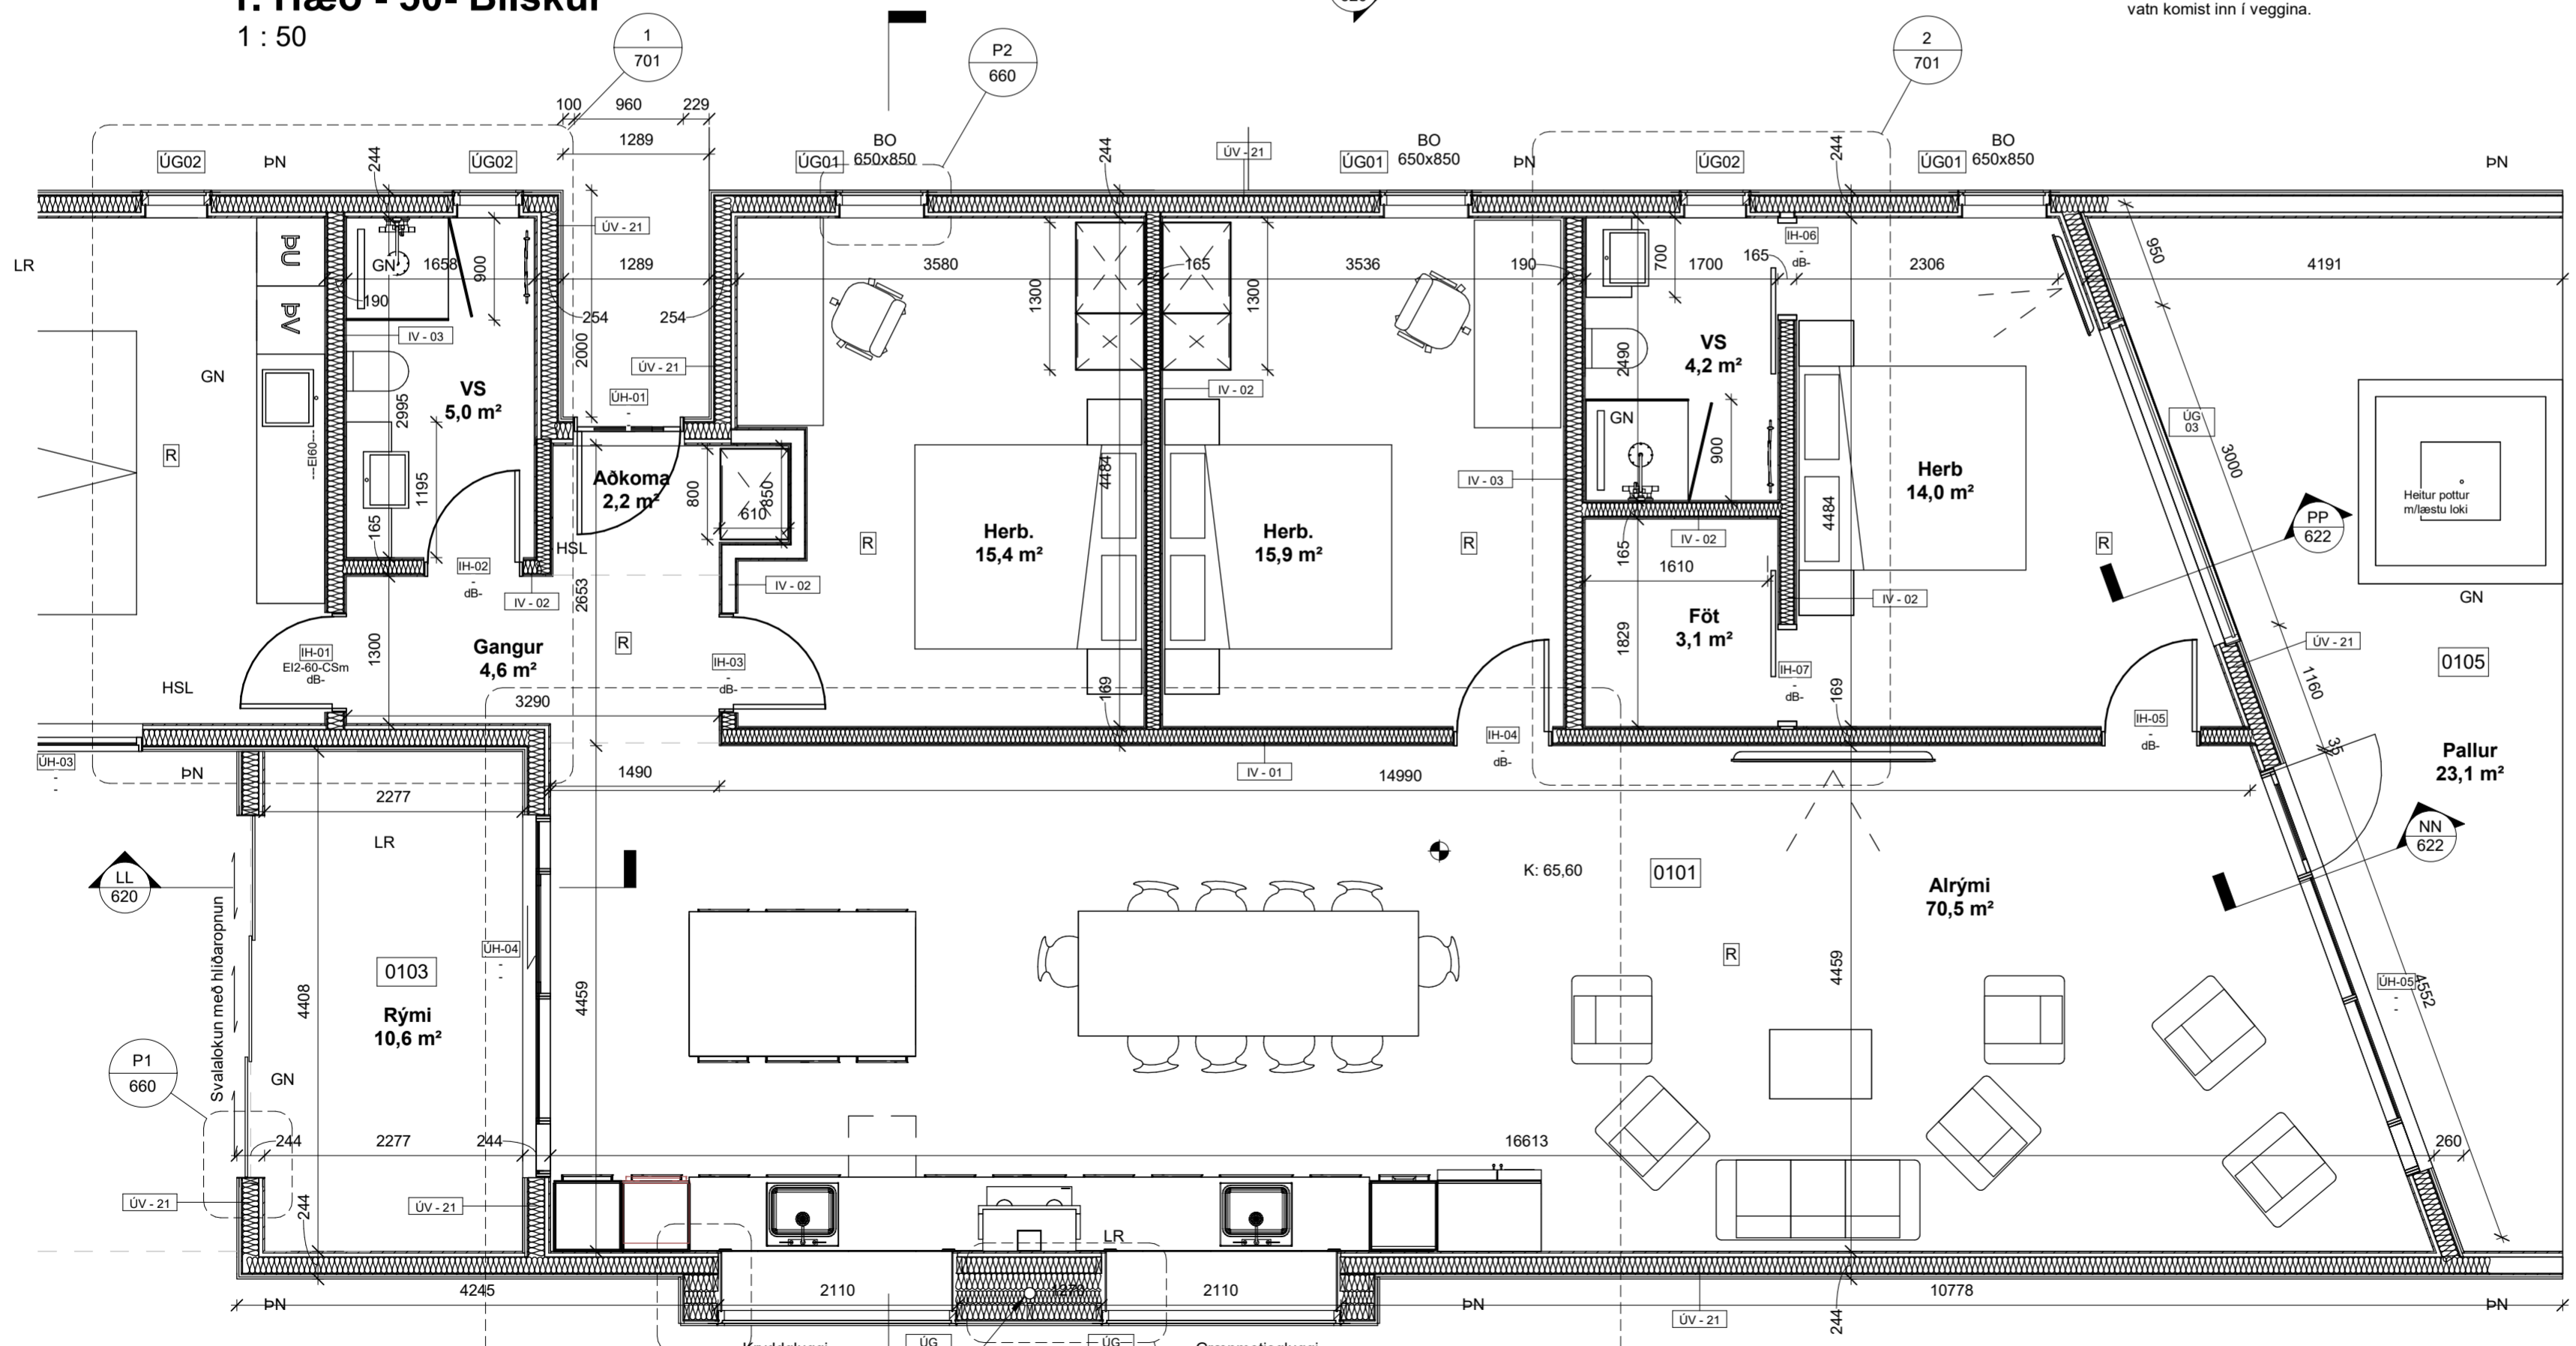 1 : 50
vatn komist inn í veggina.
1
701
P2
660
2
701
100 960 229
1289
ÚG02 ÞN 244 ÚG02
ÚG01
BO
650x850
244
ÚV - 21
ÚG01
BO
650x850
ÞN
ÚG02
244
ÚG01
BO
650x850
ÞN
LR
ÞU
ÞV
GN 1658
900
190
ÚV - 21
1289
254
254
2000
ÚV - 21
3580
1300
165
1300
3536
190
700
1700
165
IH-06
-
dB-
2306
950
4191
IV - 03
GN
VS
5,0 m²
2995
1195
165
---EI60---
R
ÚH-01
-
IV - 02
2490
VS
4,2 m²
GN
900
ÚG
03
3000
Heitur pottur
m/læstu loki
Aðkoma
2,2 m²
800
850
610
HSL
4484
IV - 03
Herb
14,0 m²
4484
PP
622
R
Herb.
15,4 m²
Herb.
15,9 m²
R
R
IH-02
-
dB-
IV - 02
2653
IV - 02
165
IV - 02
1610
IV - 02
Föt
3,1 m²
1829
GN
IH-01
EI2-60-CSm
dB-
1300
Gangur
4,6 m²
R
IH-03
-
dB-
169
IH-07
-
dB-
169
ÚV - 21
0105
1160
HSL
3290
IH-04
-
dB-
IH-05
-
dB-
35
Pallur
23,1 m²
ÚH-03
-
-
ÞN
1490
IV - 01
14990
2277
LR
LL
620
NN
622
K: 65,60
0101
Alrými
70,5 m²
R
Svalalokun með hliðaropnun
ÚH-04
-
-
0103
4408
Rými
10,6 m²
4459
4459
ÚH-05
-
-
4552
P1
660
GN
244 2277 244
16613
260
ÚV - 21
ÚV - 21
244
LR
4245
ÞN
2110
1270
2110
ÞN
10778
ÚV - 21
244
ÞN
ÚG
ÚG